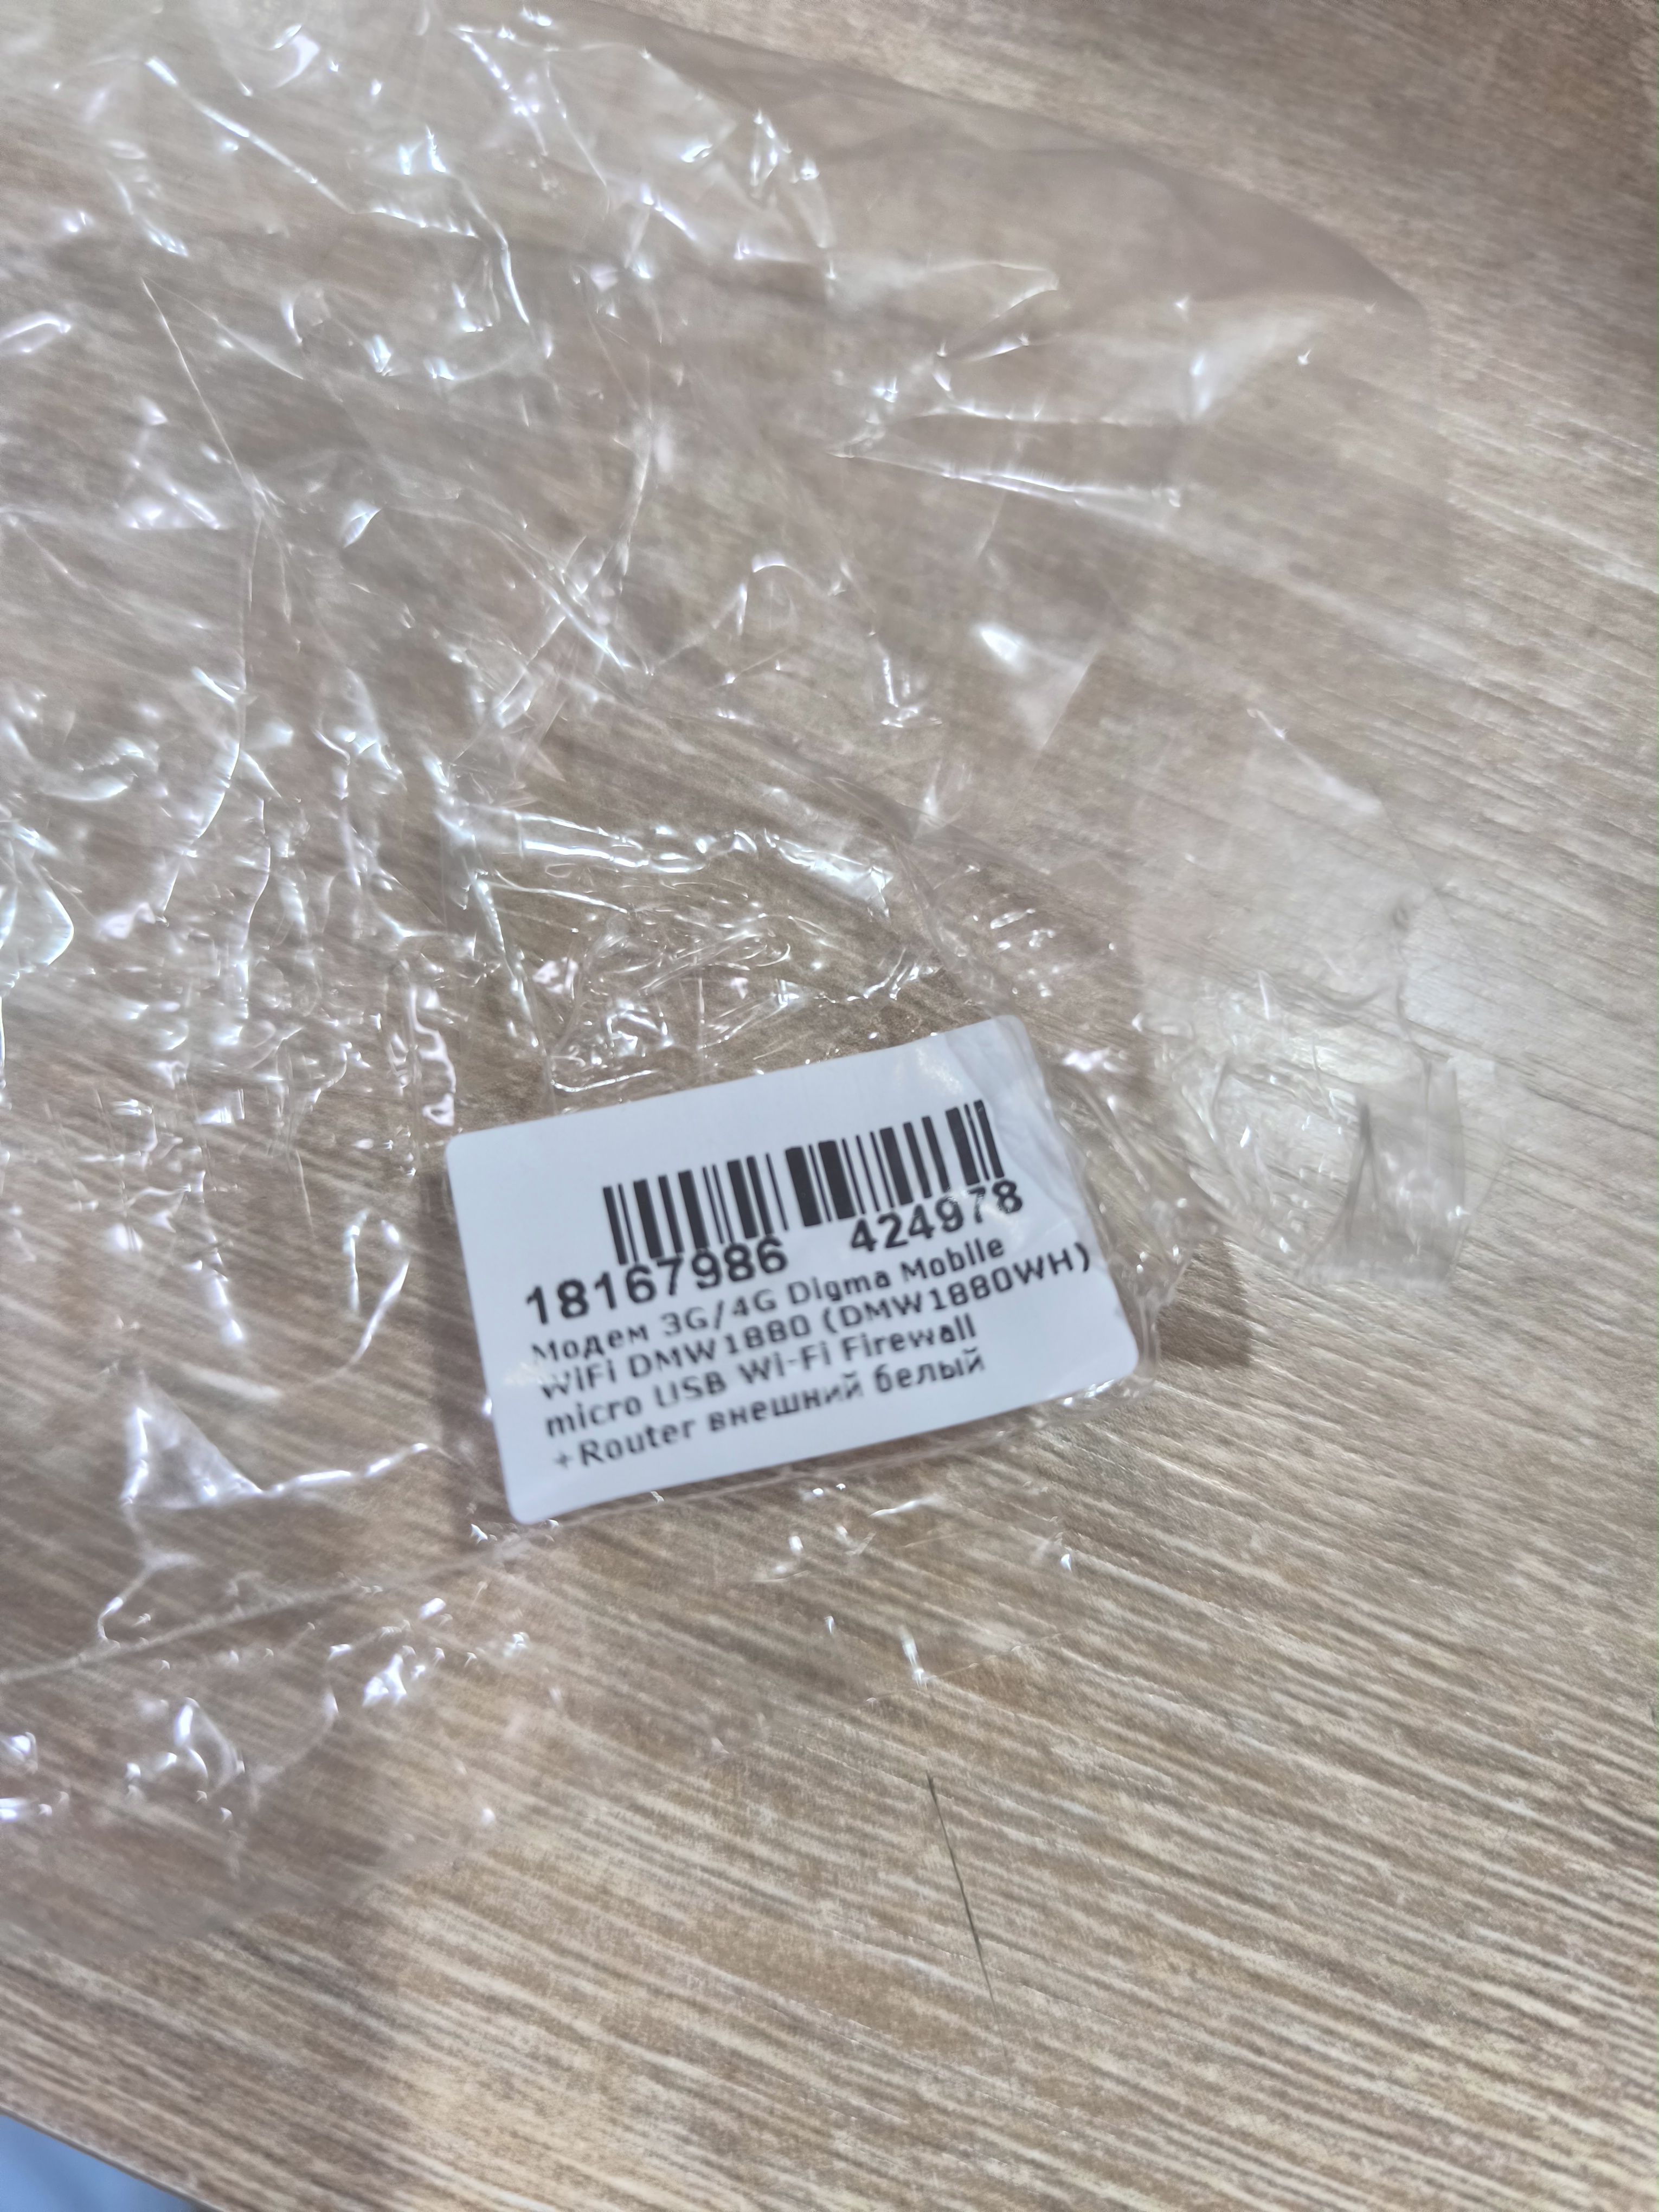 18167986 424978
Модем 3G/4G Digma Mobile
WiFi DMW1880 (DMW1880WH)
micro USB Wi-Fi Firewall
+Router внешний белый